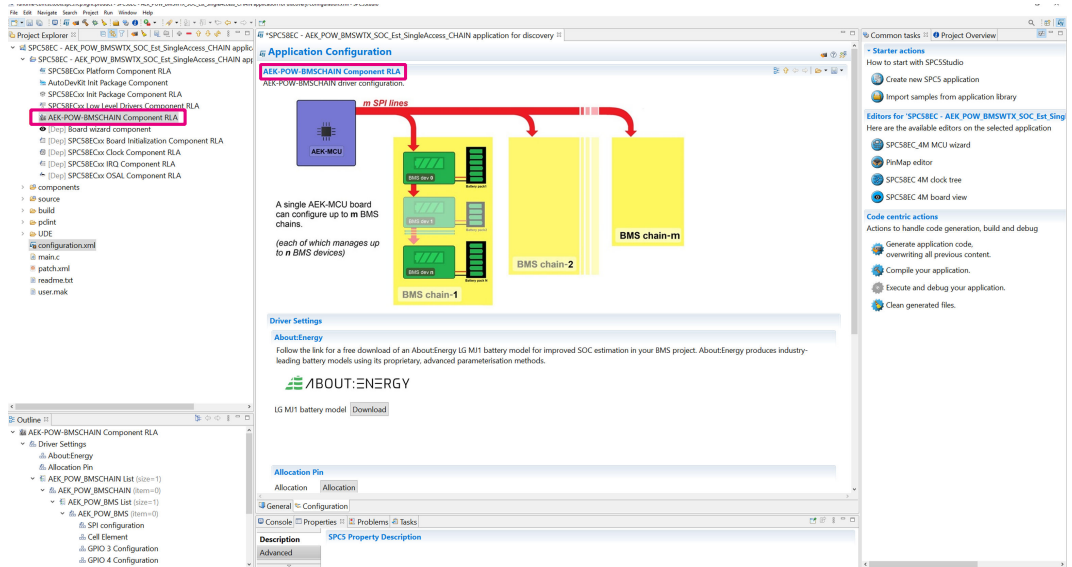 File Edit Navigate Search Project Run Window Help
Project Explorer
SPC58EC - AEK_POW_BMSWTX_SOC_Est_SingleAccess_CHAIN applic
SPC58EC - AEK_POW_BMSWTX_SOC_Est_SingleAccess_CHAIN app
SPC58ECxx Platform Component RLA
AutoDevKit Init Package Component
SPC58ECxx Init Package Component RLA
SPC58ECxx Low Level Drivers Component RLA
AEK-POW-BMSCHAIN Component RLA
[Dep] Board wizard component
[Dep] SPC58ECxx Board Initialization Component RLA
[Dep] SPC58ECxx Clock Component RLA
[Dep] SPC58ECxx IRQ Component RLA
[Dep] SPC58ECxx OSAL Component RLA
components
source
build
pclint
UDE
configuration.xml
main.c
patch.xml
readme.txt
user.mak
Outline
AEK-POW-BMSCHAIN Component RLA
Driver Settings
About:Energy
Allocation Pin
AEK_POW_BMSCHAIN List (size=1)
AEK_POW_BMSCHAIN (item=0)
AEK_POW_BMS List (size=1)
AEK_POW_BMS (item=0)
SPI configuration
Cell Element
GPIO 3 Configuration
GPIO 4 Configuration
*SPC58EC - AEK_POW_BMSWTX_SOC_Est_SingleAccess_CHAIN application for discovery
Application Configuration
AEK-POW-BMSCHAIN Component RLA
AEK-POW-BMSCHAIN driver configuration.
m SPI lines
AEK-MCU
BMS dev 0
Battery pack1
BMS dev 1
BMS dev n
BMS chain-1
BMS chain-2
BMS chain-m
A single AEK-MCU board
can configure up to m BMS
chains.
(each of which manages up
to n BMS devices)
Driver Settings
About:Energy
Follow the link for a free download of an About:Energy LG MJ1 battery model for improved SOC estimation in your BMS project. About:Energy produces industry-
leading battery models using its proprietary, advanced parameterisation methods.
ABOUT:ENERGY
LG MJ1 battery model Download
Allocation Pin
Allocation Allocation
General Configuration
Console Properties Problems Tasks
Description SPC5 Property Description
Advanced
Common tasks Project Overview
Starter actions
How to start with SPC5Studio
Create new SPC5 application
Import samples from application library
Editors for 'SPC58EC - AEK_POW_BMSWTX_SOC_Est_Singl
Here are the available editors on the selected application
SPC58EC_4M MCU wizard
PinMap editor
SPC58EC 4M clock tree
SPC58EC 4M board view
Code centric actions
Actions to handle code generation, build and debug
Generate application code,
overwriting all previous content.
Compile your application.
Execute and debug your application.
Clean generated files.